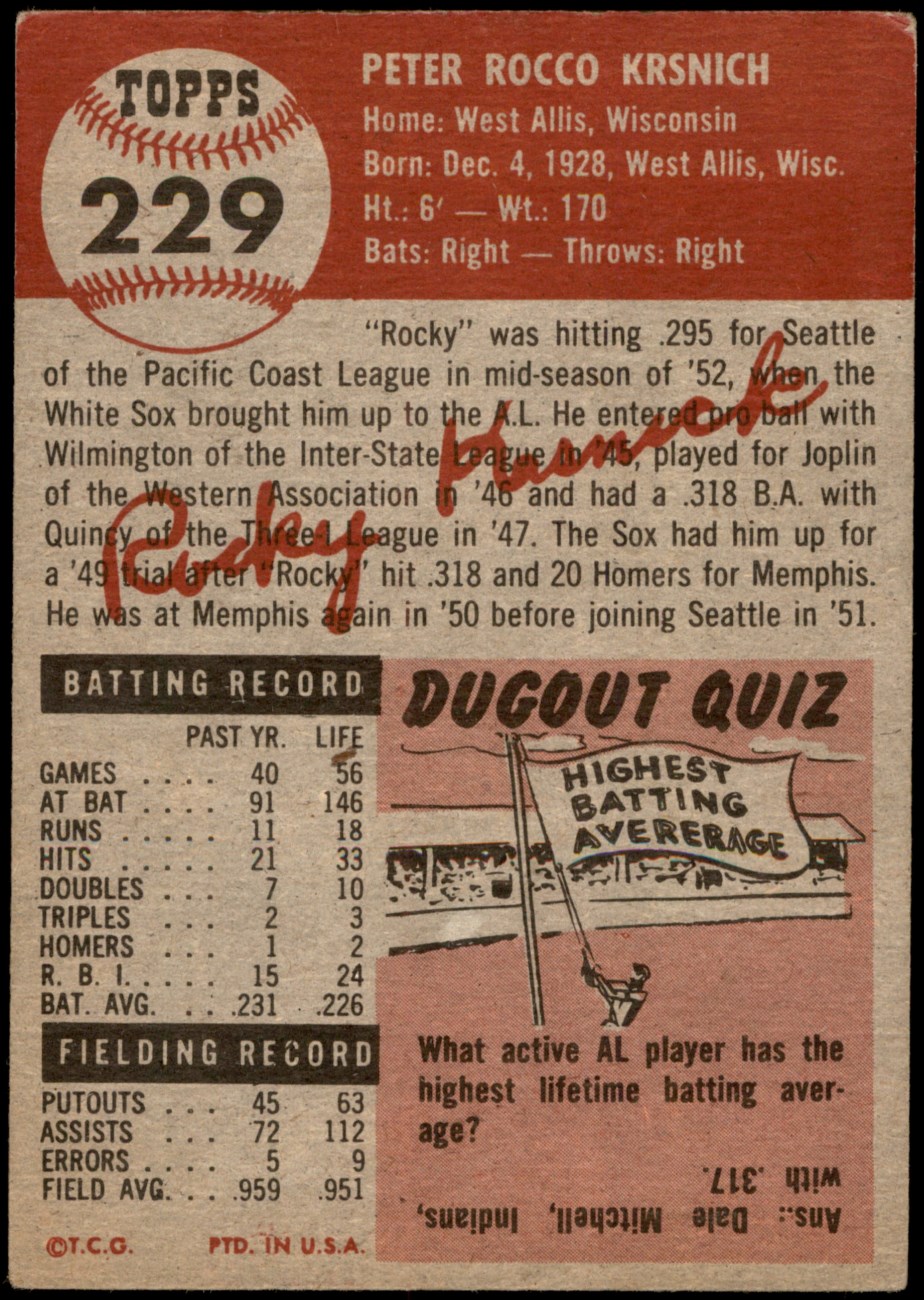 TOPPS
229
PETER ROCCO KRSNICH
Home: West Allis, Wisconsin
Born: Dec. 4, 1928, West Allis, Wisc.
Ht.: 6′ — Wt.: 170
Bats: Right — Throws: Right
"Rocky" was hitting .295 for Seattle
of the Pacific Coast League in mid-season of '52, when the
White Sox brought him up to the A.L. He entered pro ball with
Wilmington of the Inter-State League in '45, played for Joplin
of the Western Association in '46 and had a .318 B.A. with
Quincy of the Three-I League in '47. The Sox had him up for
a '49 trial after "Rocky" hit .318 and 20 Homers for Memphis.
He was at Memphis again in '50 before joining Seattle in '51.
Rocky Krsnich
BATTING RECORD
PAST YR. LIFE
GAMES .... 40 56
AT BAT .... 91 146
RUNS ..... 11 18
HITS ..... 21 33
DOUBLES ... 7 10
TRIPLES ... 2 3
HOMERS ... 1 2
R. B. I. .... 15 24
BAT. AVG. ... .231 .226
FIELDING RECORD
PUTOUTS ... 45 63
ASSISTS ... 72 112
ERRORS .... 5 9
FIELD AVG. ... .959 .951
©T.C.G. PTD. IN U.S.A.
DUGOUT QUIZ
HIGHEST
BATTING
AVERERAGE
What active AL player has the
highest lifetime batting aver-
age?
Ans.: Dale Mitchell, Indians,
with .317.